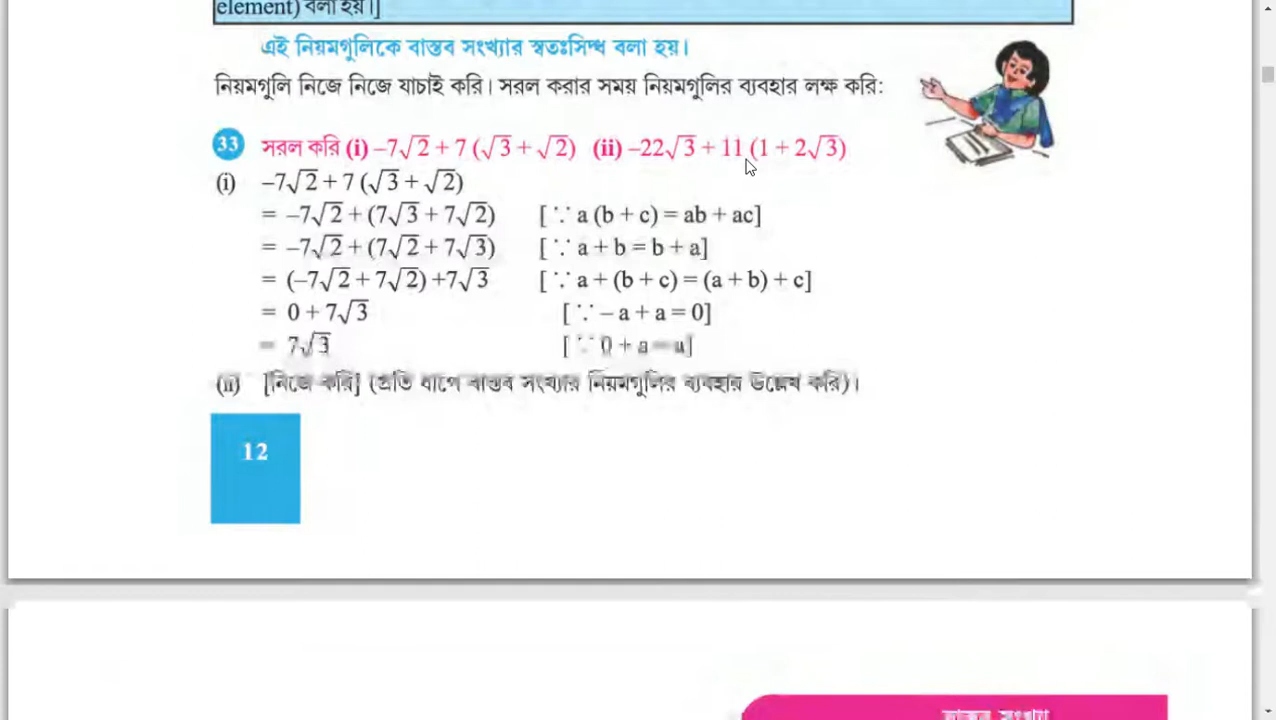 element) বলা হয়।]
এই নিয়মগুলিকে বাস্তব সংখ্যার স্বতঃসিদ্ধ বলা হয়।
নিয়মগুলি নিজে নিজে যাচাই করি। সরল করার সময় নিয়মগুলির ব্যবহার লক্ষ করি:
33 সরল করি (i) –7√2 + 7 (√3 + √2) (ii) –22√3 + 11 (1 + 2√3)
(i) –7√2 + 7 (√3 + √2)
= –7√2 + (7√3 + 7√2) [∵ a (b + c) = ab + ac]
= –7√2 + (7√2 + 7√3) [∵ a + b = b + a]
= (–7√2 + 7√2) +7√3 [∵ a + (b + c) = (a + b) + c]
= 0 + 7√3 [∵ – a + a = 0]
= 7√3 [∵ 0 + a = a]
(ii) [নিজে করি] (প্রতি ধাপে বাস্তব সংখ্যার নিয়মগুলির ব্যবহার উল্লেখ করি)।
12
বাস্তব সংখ্যা